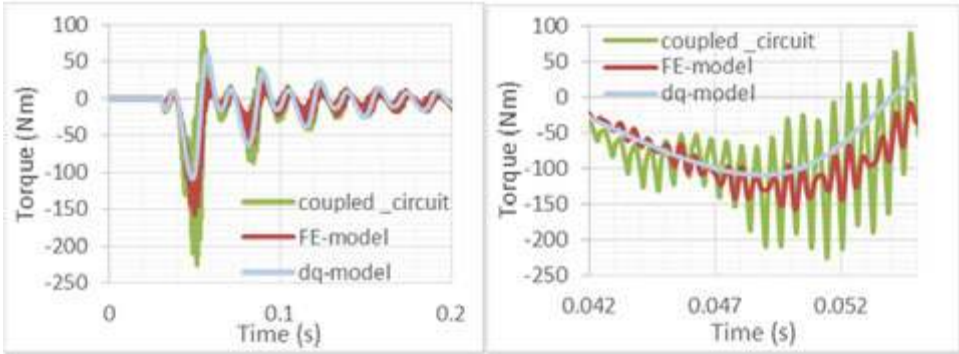 100
50
0
-50
-100
-150
-200
-250
Torque (Nm)
coupled _circuit
FE-model
dq-model
0
0.1
0.2
Time (s)
100
50
0
-50
-100
-150
-200
-250
Torque (Nm)
coupled _circuit
FE-model
dq-model
0.042
0.047
0.052
Time (s)